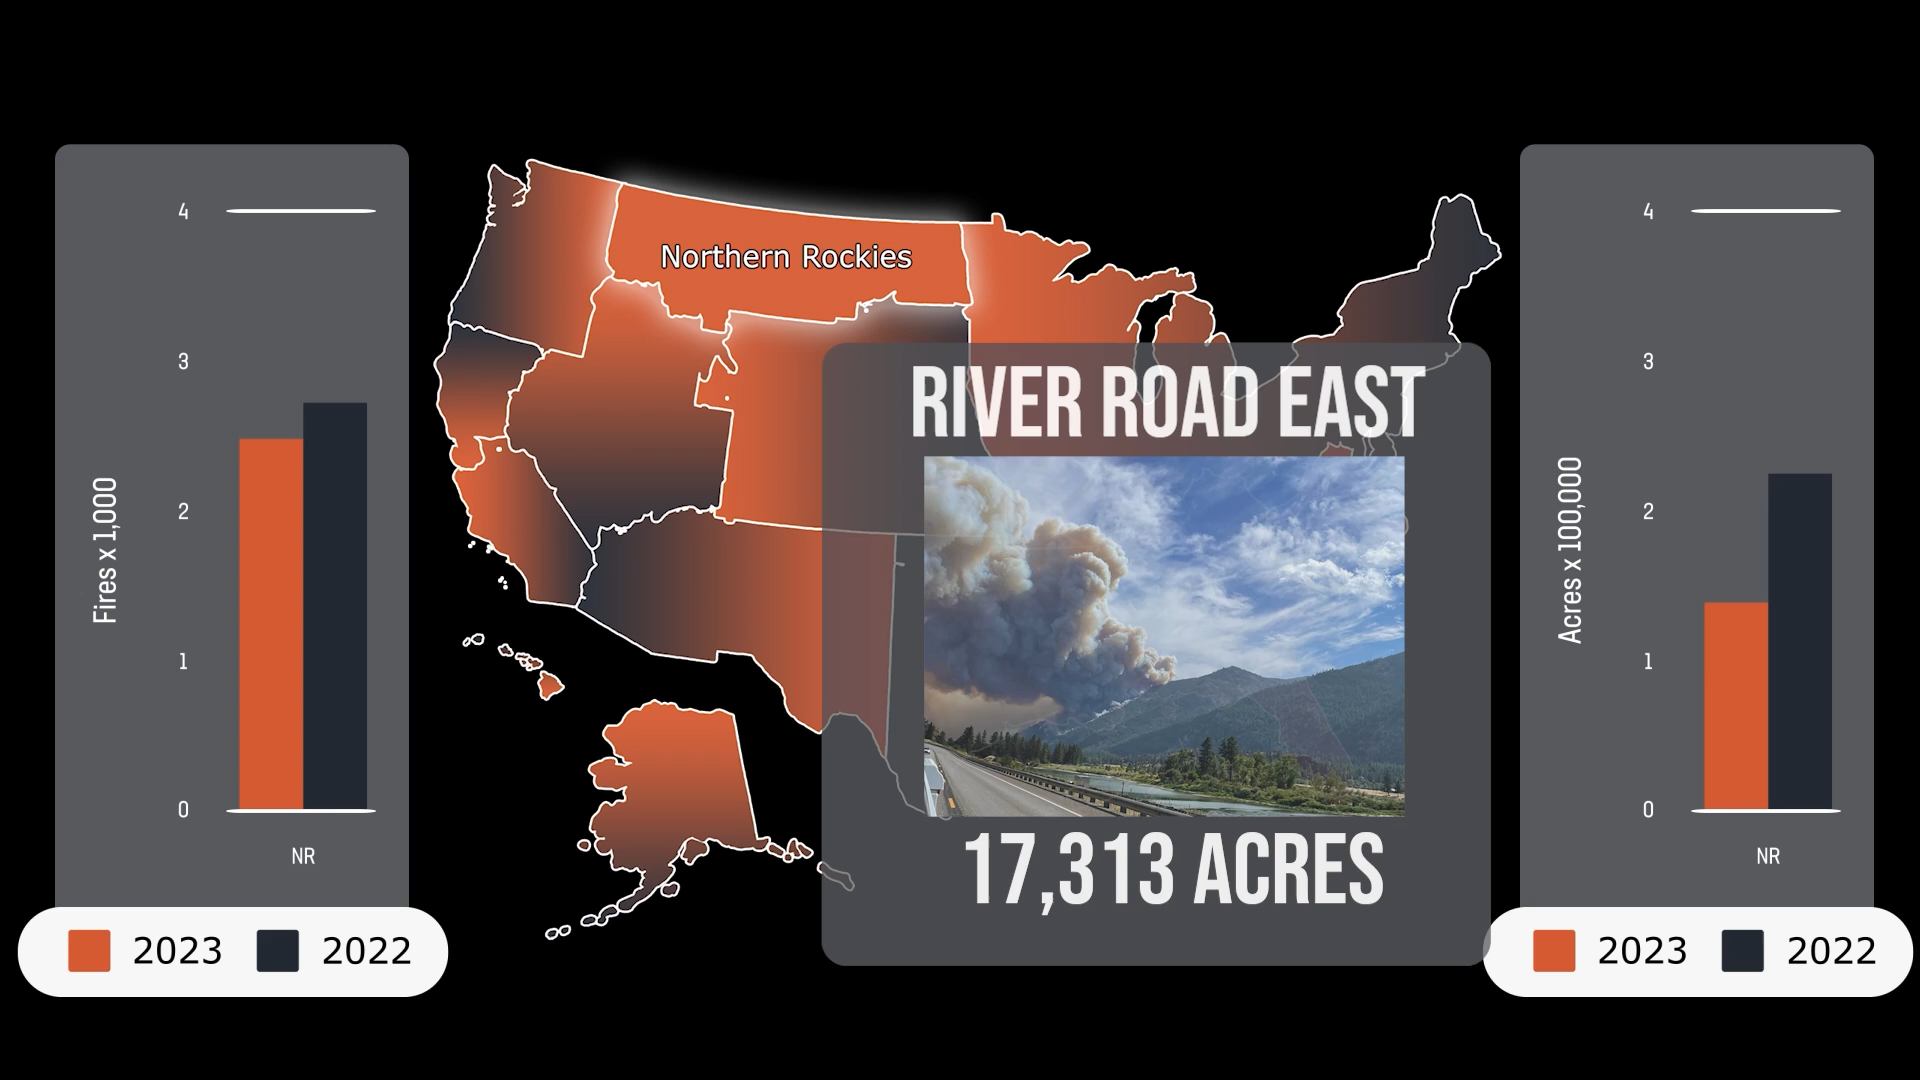 4
3
2
1
0
Fires x 1,000
NR
2023
2022
Northern Rockies
RIVER ROAD EAST
17,313 ACRES
4
3
2
1
0
Acres x 100,000
NR
2023
2022